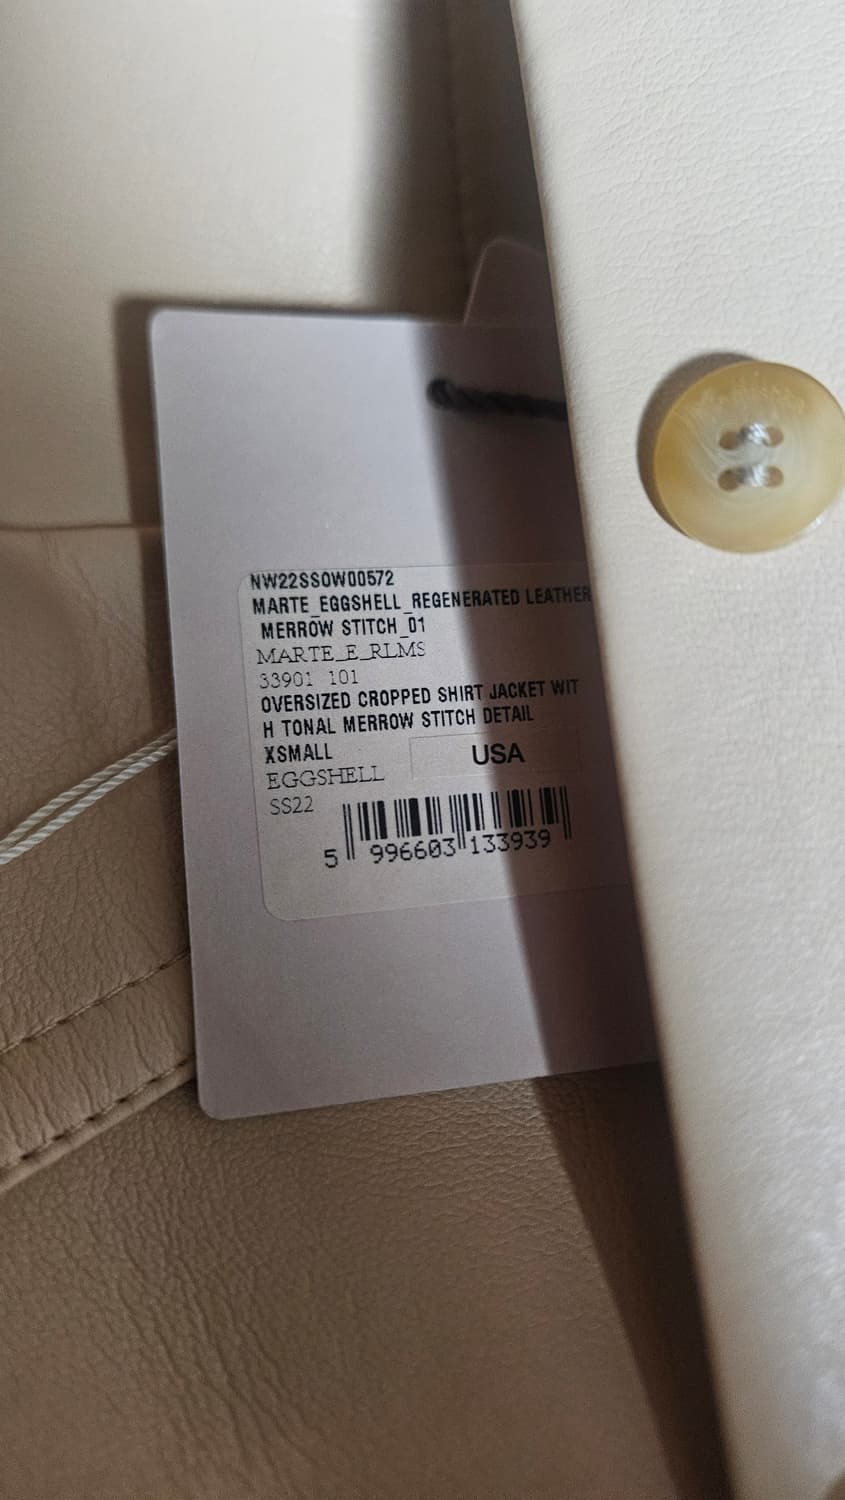 NW22SSOW00572
MARTE_EGGSHELL_REGENERATED LEATHER
MERROW STITCH_01
MARTE_E_RLMS
33901 101
OVERSIZED CROPPED SHIRT JACKET WIT
H TONAL MERROW STITCH DETAIL
XSMALL
USA
EGGSHELL
SS22
5 996603 133939